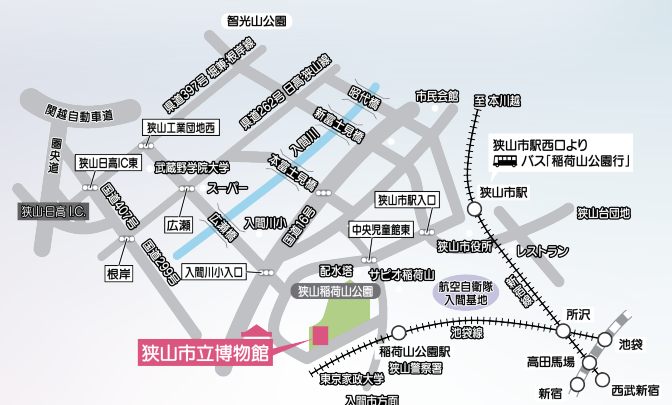 智光山公園
県道397号 堀兼・根岸線
県道262号 日高・狭山線
昭代橋
市民会館
至 本川越
関越自動車道
狭山工業団地西
新富士見橋
入間川
狭山市駅西口より
バス「稲荷山公園行」
圏央道
狭山日高IC東
武蔵野学院大学
本富士見橋
スーパー
狭山市駅入口
狭山市駅
狭山・日高I.C.
国道407号
広瀬
広瀬橋
入間川小
国道16号
中央児童館東
狭山台団地
狭山市役所
レストラン
国道299号
根岸
入間川小入口
配水塔
サピオ稲荷山
狭山稲荷山公園
航空自衛隊
入間基地
新宿線
所沢
狭山市立博物館
池袋線
稲荷山公園駅
狭山警察署
池袋
高田馬場
東京家政大学
新宿
西武新宿
入間市方面